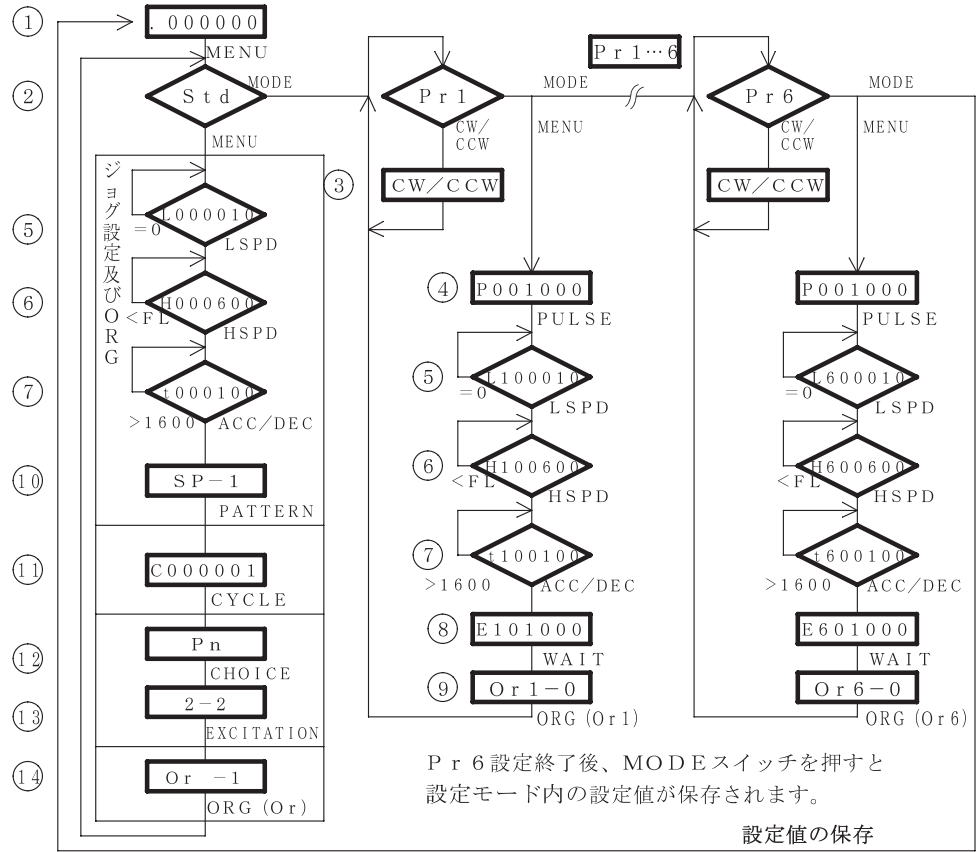 ①
. 000000
MENU
②
Std
MODE
MENU
ジョグ設定及びORG
③
⑤
L000010
=0
LSPD
⑥
H000600
<FL
HSPD
⑦
t000100
>1600
ACC/DEC
⑩
SP-1
PATTERN
⑪
C000001
CYCLE
⑫
Pn
CHOICE
⑬
2-2
EXCITATION
⑭
Or -1
ORG (Or)
Pr1
MODE
CW/
CCW
MENU
CW/CCW
④
P001000
PULSE
⑤
L100010
=0
LSPD
⑥
H100600
<FL
HSPD
⑦
t100100
>1600
ACC/DEC
⑧
E101000
WAIT
⑨
Or1-0
ORG (Or1)
Pr1…6
Pr6
MODE
CW/
CCW
MENU
CW/CCW
P001000
PULSE
L600010
=0
LSPD
H600600
<FL
HSPD
t600100
>1600
ACC/DEC
E601000
WAIT
Or6-0
ORG (Or6)
Pr6設定終了後、MODEスイッチを押すと
設定モード内の設定値が保存されます。
設定値の保存